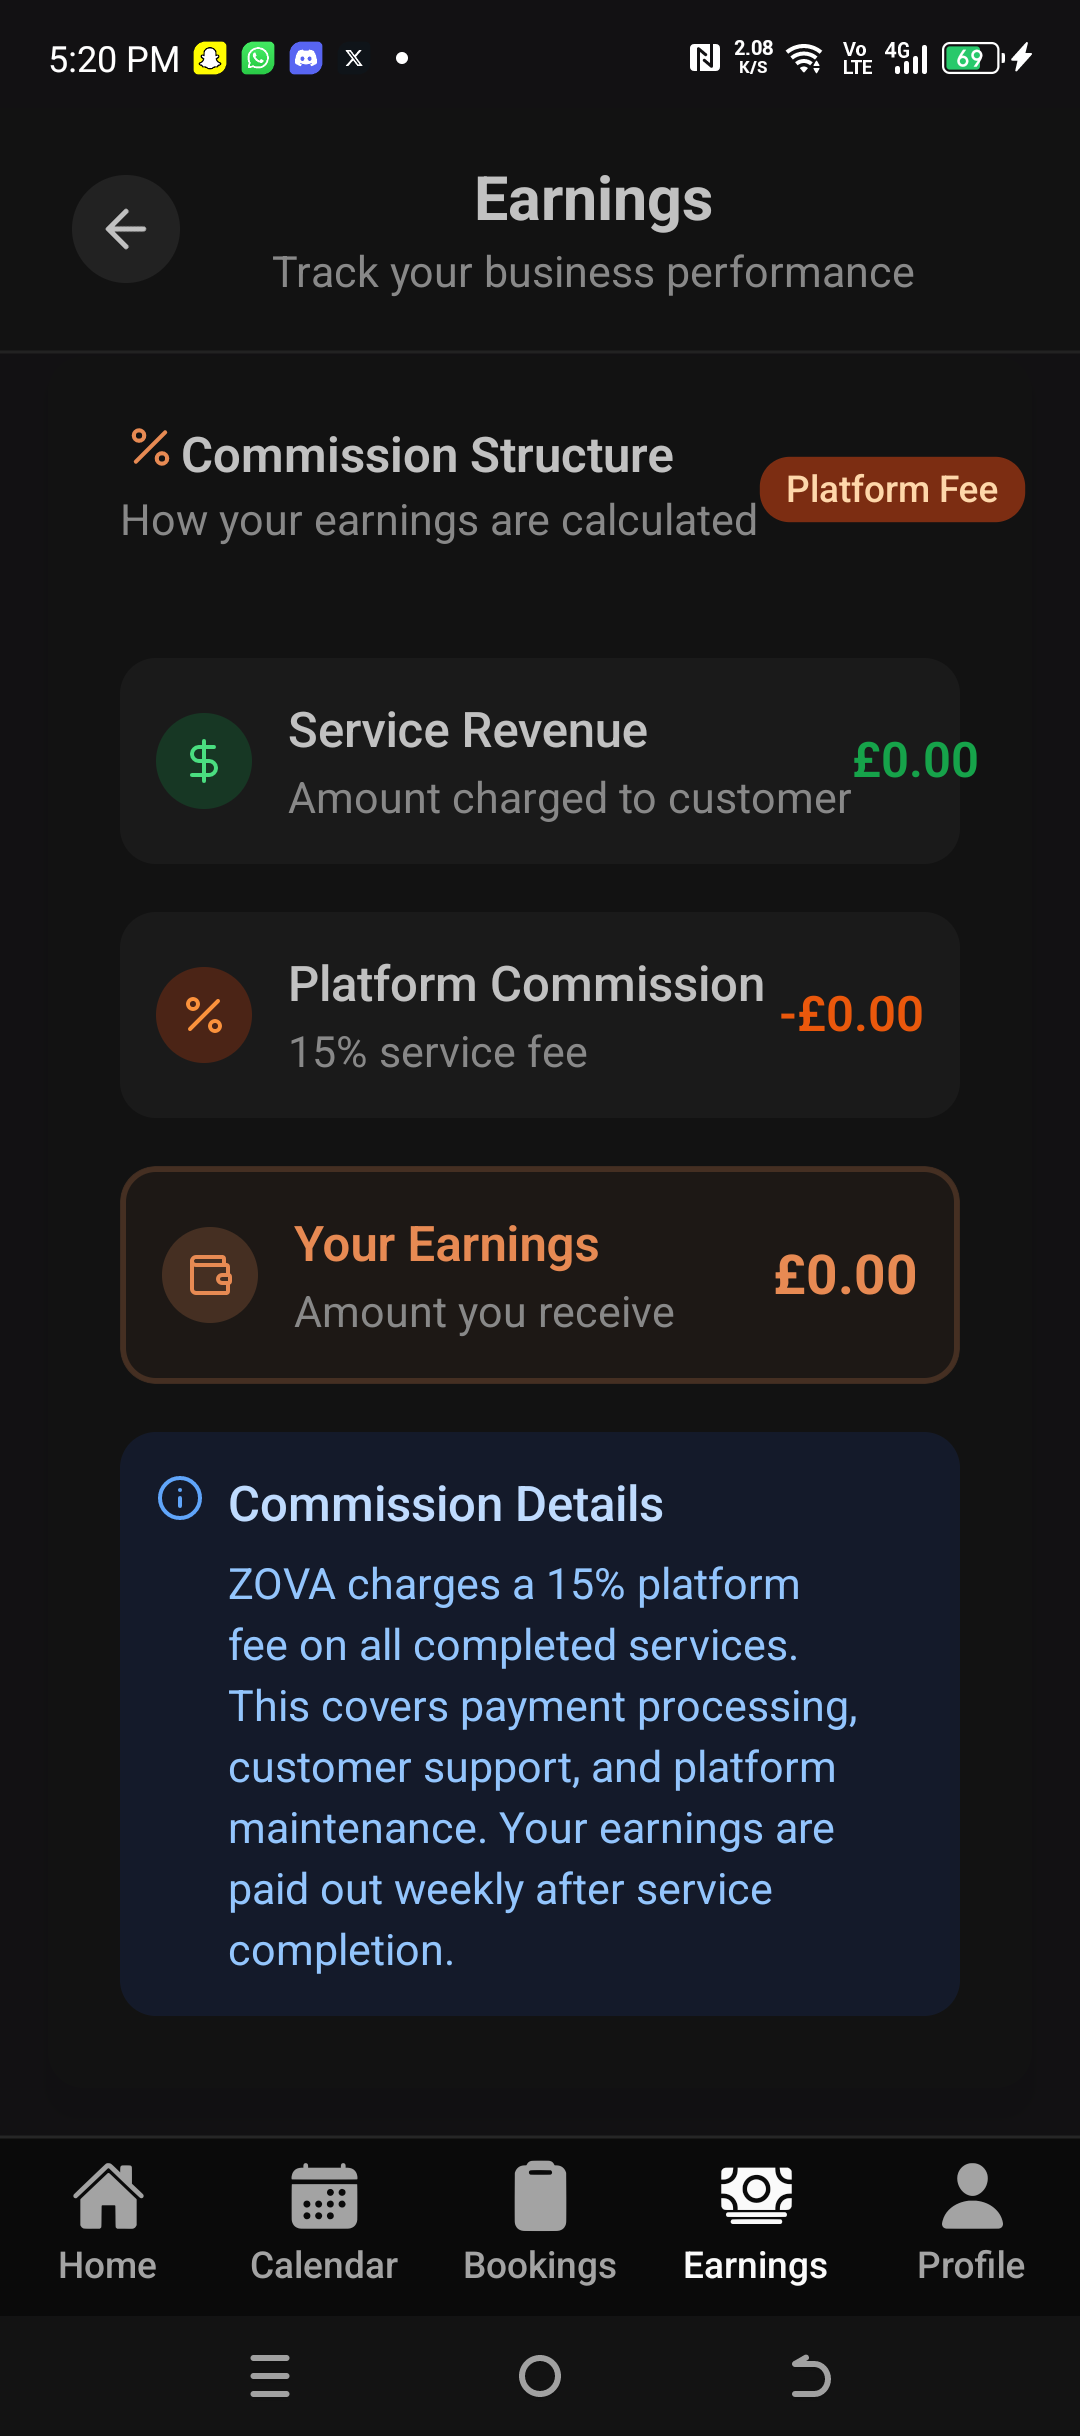 5:20 PM
2.08 K/S
Vo LTE
4G
69
Earnings
Track your business performance
Commission Structure
How your earnings are calculated
Platform Fee
Service Revenue
Amount charged to customer
£0.00
Platform Commission
15% service fee
-£0.00
Your Earnings
Amount you receive
£0.00
Commission Details
ZOVA charges a 15% platform
fee on all completed services.
This covers payment processing,
customer support, and platform
maintenance. Your earnings are
paid out weekly after service
completion.
Home
Calendar
Bookings
Earnings
Profile